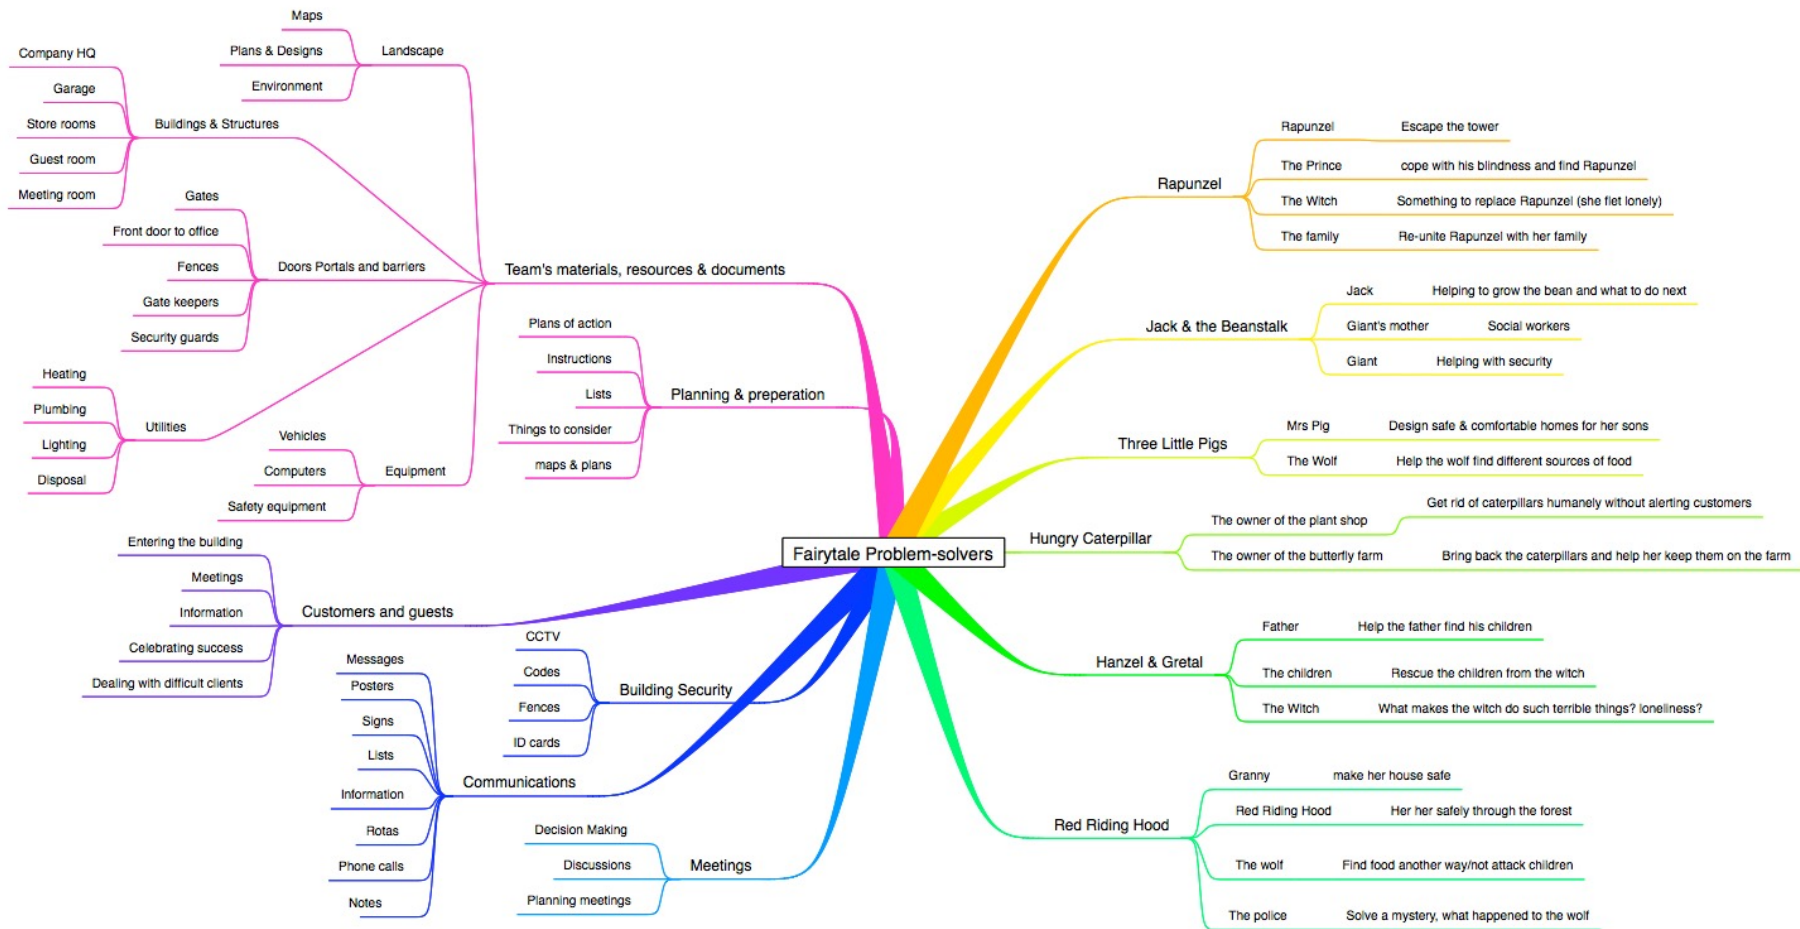 Fairytale Problem-solvers
Team's materials, resources & documents
Landscape
Maps
Plans & Designs
Environment
Buildings & Structures
Company HQ
Garage
Store rooms
Guest room
Meeting room
Doors Portals and barriers
Gates
Front door to office
Fences
Gate keepers
Security guards
Utilities
Heating
Plumbing
Lighting
Disposal
Equipment
Vehicles
Computers
Safety equipment
Planning & preperation
Plans of action
Instructions
Lists
Things to consider
maps & plans
Customers and guests
Entering the building
Meetings
Information
Celebrating success
Dealing with difficult clients
Building Security
CCTV
Codes
Fences
ID cards
Communications
Messages
Posters
Signs
Lists
Information
Rotas
Phone calls
Notes
Meetings
Decision Making
Discussions
Planning meetings
Rapunzel
Rapunzel Escape the tower
The Prince cope with his blindness and find Rapunzel
The Witch Something to replace Rapunzel (she flet lonely)
The family Re-unite Rapunzel with her family
Jack & the Beanstalk
Jack Helping to grow the bean and what to do next
Giant's mother Social workers
Giant Helping with security
Three Little Pigs
Mrs Pig Design safe & comfortable homes for her sons
The Wolf Help the wolf find different sources of food
Hungry Caterpillar
The owner of the plant shop Get rid of caterpillars humanely without alerting customers
The owner of the butterfly farm Bring back the caterpillars and help her keep them on the farm
Hanzel & Gretal
Father Help the father find his children
The children Rescue the children from the witch
The Witch What makes the witch do such terrible things? loneliness?
Red Riding Hood
Granny make her house safe
Red Riding Hood Her her safely through the forest
The wolf Find food another way/not attack children
The police Solve a mystery, what happened to the wolf